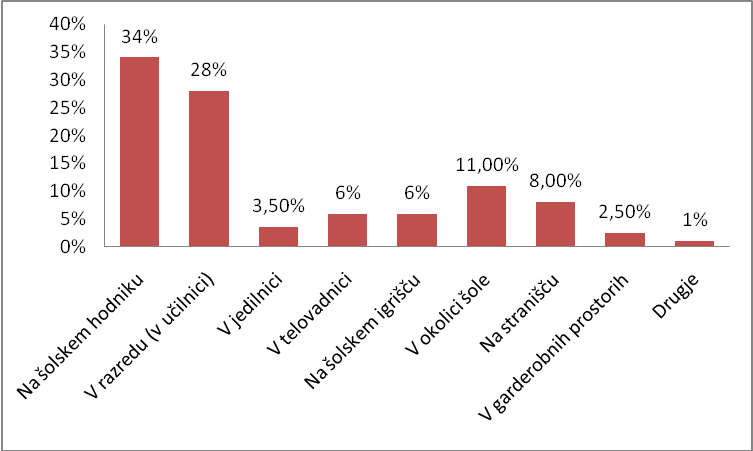 40%
35%
30%
25%
20%
15%
10%
5%
0%
34%
28%
3,50%
6%
6%
11,00%
8,00%
2,50%
1%
Na šolskem hodniku
V razredu (v učilnici)
V jedilnici
V telovadnici
Na šolskem igrišču
V okolici šole
Na stranišču
V garderobnih prostorih
Drugje